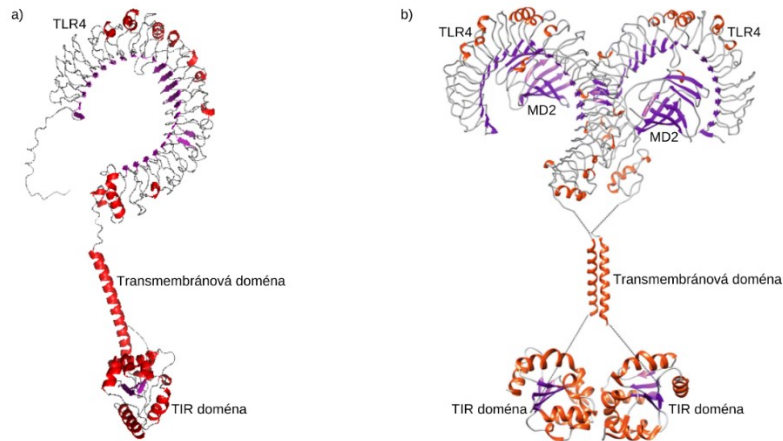 a)
TLR4
Transmembránová doména
TIR doména
b)
TLR4
TLR4
MD2
MD2
Transmembránová doména
TIR doména
TIR doména